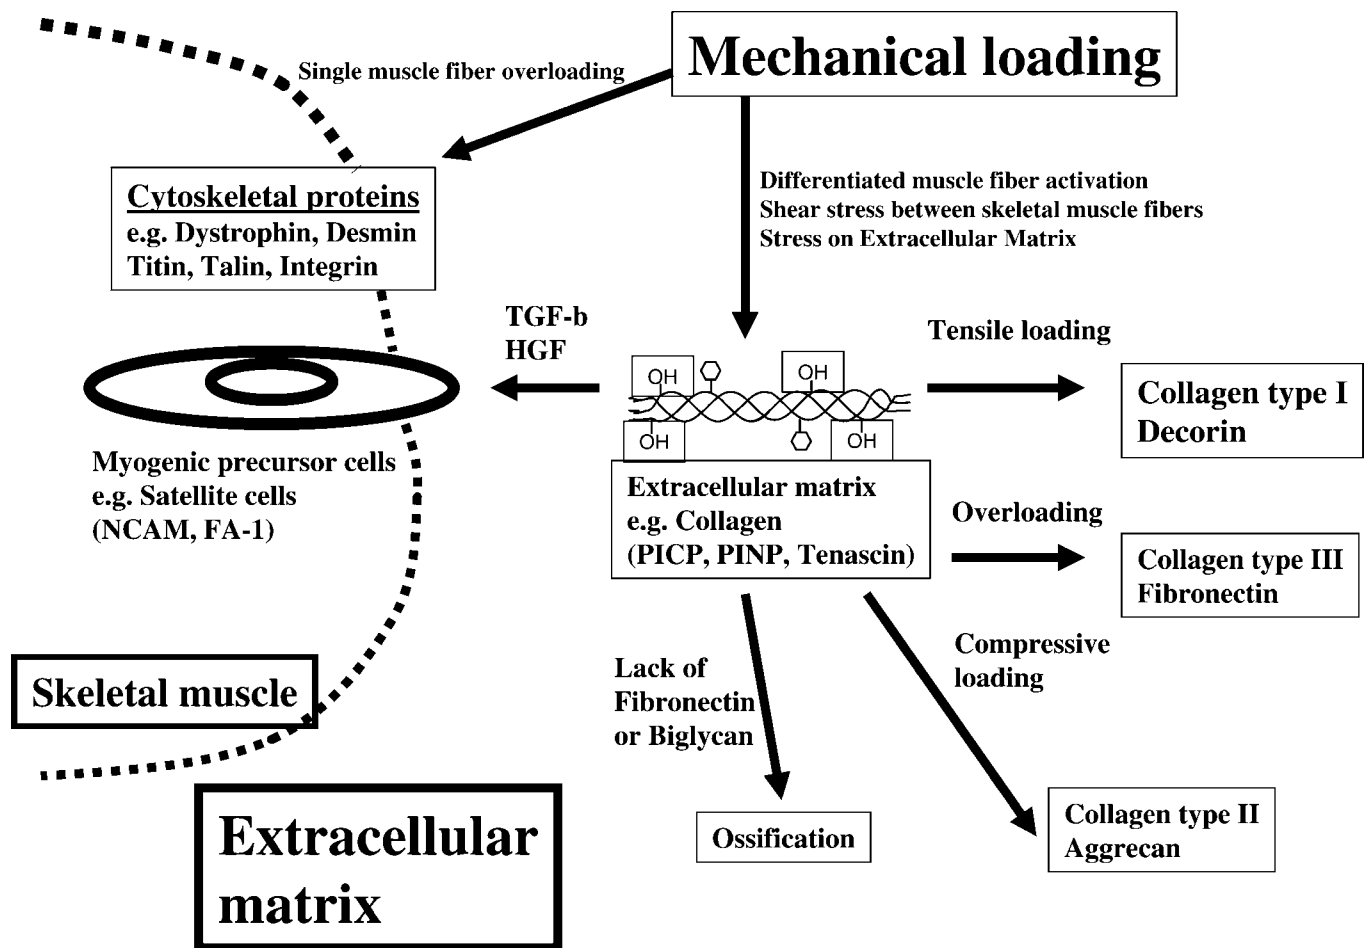 Mechanical loading
Single muscle fiber overloading
Cytoskeletal proteins
e.g. Dystrophin, Desmin
Titin, Talin, Integrin
Differentiated muscle fiber activation
Shear stress between skeletal muscle fibers
Stress on Extracellular Matrix
TGF-b
HGF
Tensile loading
OH
OH
OH
OH
Collagen type I
Decorin
Myogenic precursor cells
e.g. Satellite cells
(NCAM, FA-1)
Extracellular matrix
e.g. Collagen
(PICP, PINP, Tenascin)
Overloading
Collagen type III
Fibronectin
Compressive
loading
Lack of
Fibronectin
or Biglycan
Skeletal muscle
Extracellular
matrix
Ossification
Collagen type II
Aggrecan